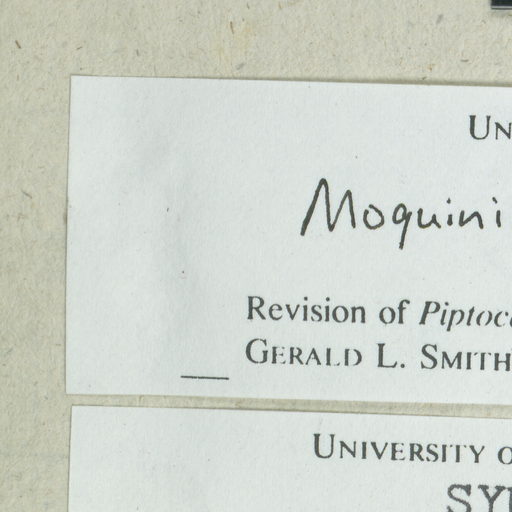 UN
Moquini
Revision of Piptoc
GERALD L. SMITH
UNIVERSITY O
SY